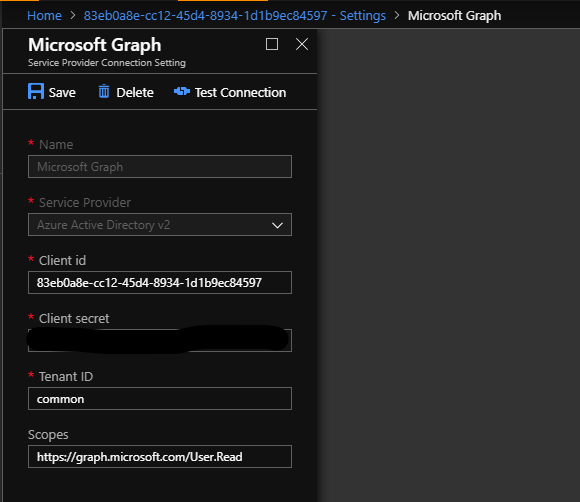 Home > 83eb0a8e-cc12-45d4-8934-1d1b9ec84597 - Settings > Microsoft Graph
Microsoft Graph
Service Provider Connection Setting
Save Delete Test Connection
* Name
Microsoft Graph
* Service Provider
Azure Active Directory v2
* Client id
83eb0a8e-cc12-45d4-8934-1d1b9ec84597
* Client secret
* Tenant ID
common
Scopes
https://graph.microsoft.com/User.Read